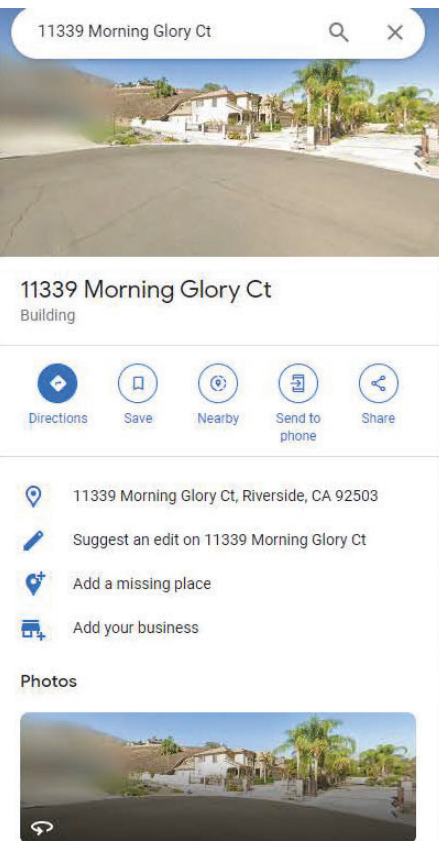 11339 Morning Glory Ct
11339 Morning Glory Ct
Building
Directions
Save
Nearby
Send to
phone
Share
11339 Morning Glory Ct, Riverside, CA 92503
Suggest an edit on 11339 Morning Glory Ct
Add a missing place
Add your business
Photos